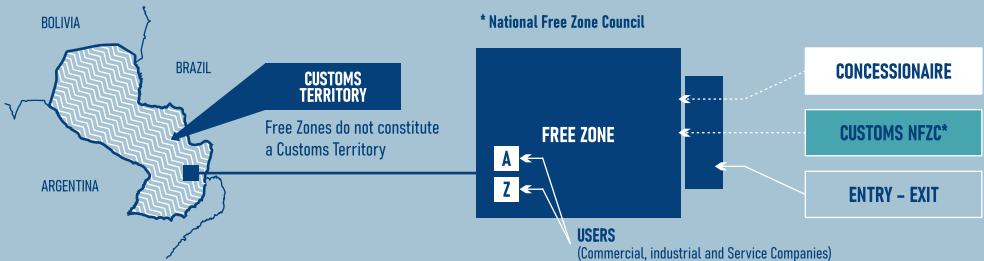 BOLIVIA
BRAZIL
ARGENTINA
CUSTOMS
TERRITORY
Free Zones do not constitute
a Customs Territory
* National Free Zone Council
FREE ZONE
A
Z
USERS
(Commercial, industrial and Service Companies)
CONCESSIONAIRE
CUSTOMS NFZC*
ENTRY – EXIT